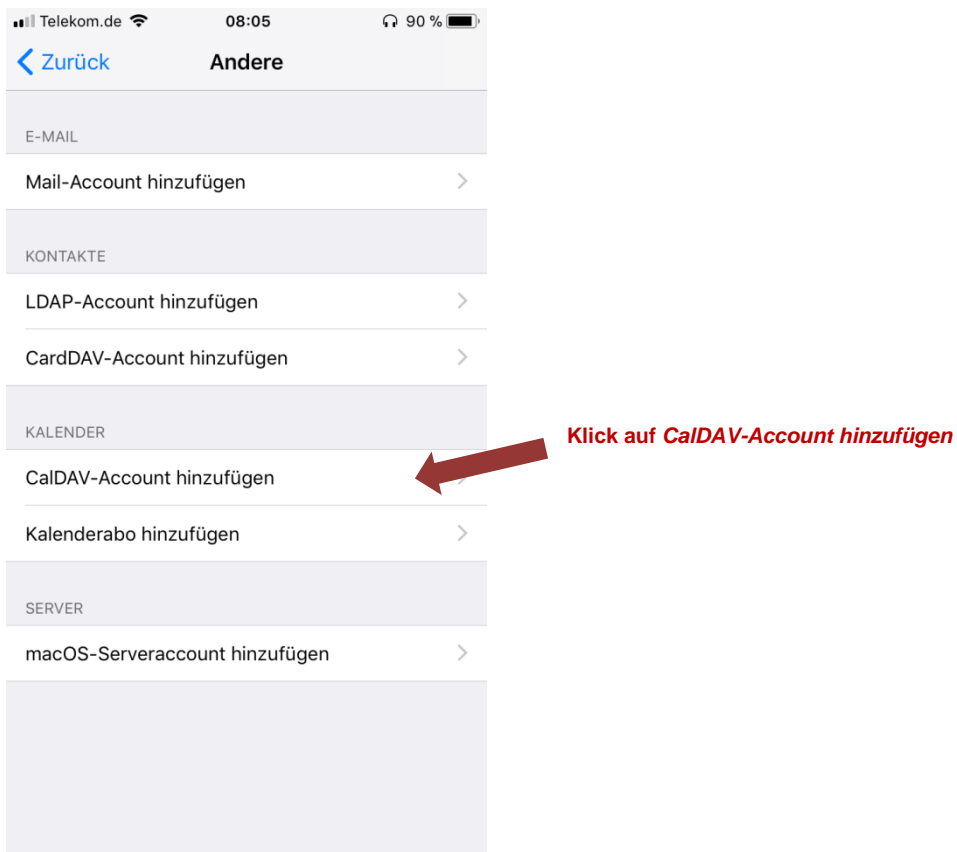 Telekom.de 08:05 90 %
Zurück Andere
E-MAIL
Mail-Account hinzufügen
KONTAKTE
LDAP-Account hinzufügen
CardDAV-Account hinzufügen
KALENDER
Klick auf CalDAV-Account hinzufügen
CalDAV-Account hinzufügen
Kalenderabo hinzufügen
SERVER
macOS-Serveraccount hinzufügen